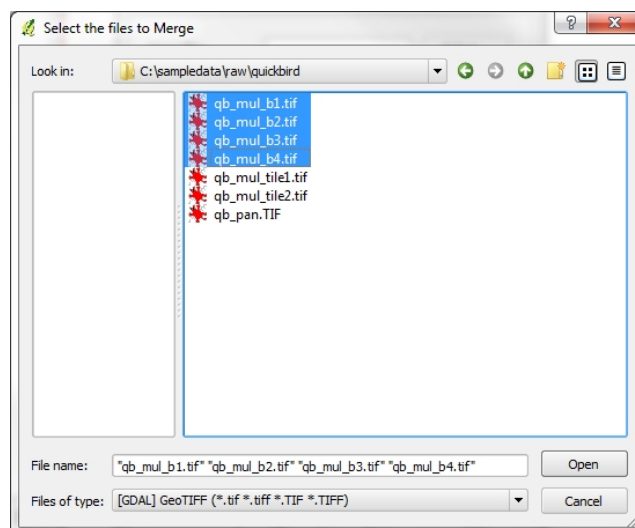 Select the files to Merge
Look in: C:\sampledata\raw\quickbird
qb_mul_b1.tif
qb_mul_b2.tif
qb_mul_b3.tif
qb_mul_b4.tif
qb_mul_tile1.tif
qb_mul_tile2.tif
qb_pan.TIF
File name: "qb_mul_b1.tif" "qb_mul_b2.tif" "qb_mul_b3.tif" "qb_mul_b4.tif" Open
Files of type: [GDAL] GeoTIFF (*.tif *.tiff *.TIF *.TIFF) Cancel